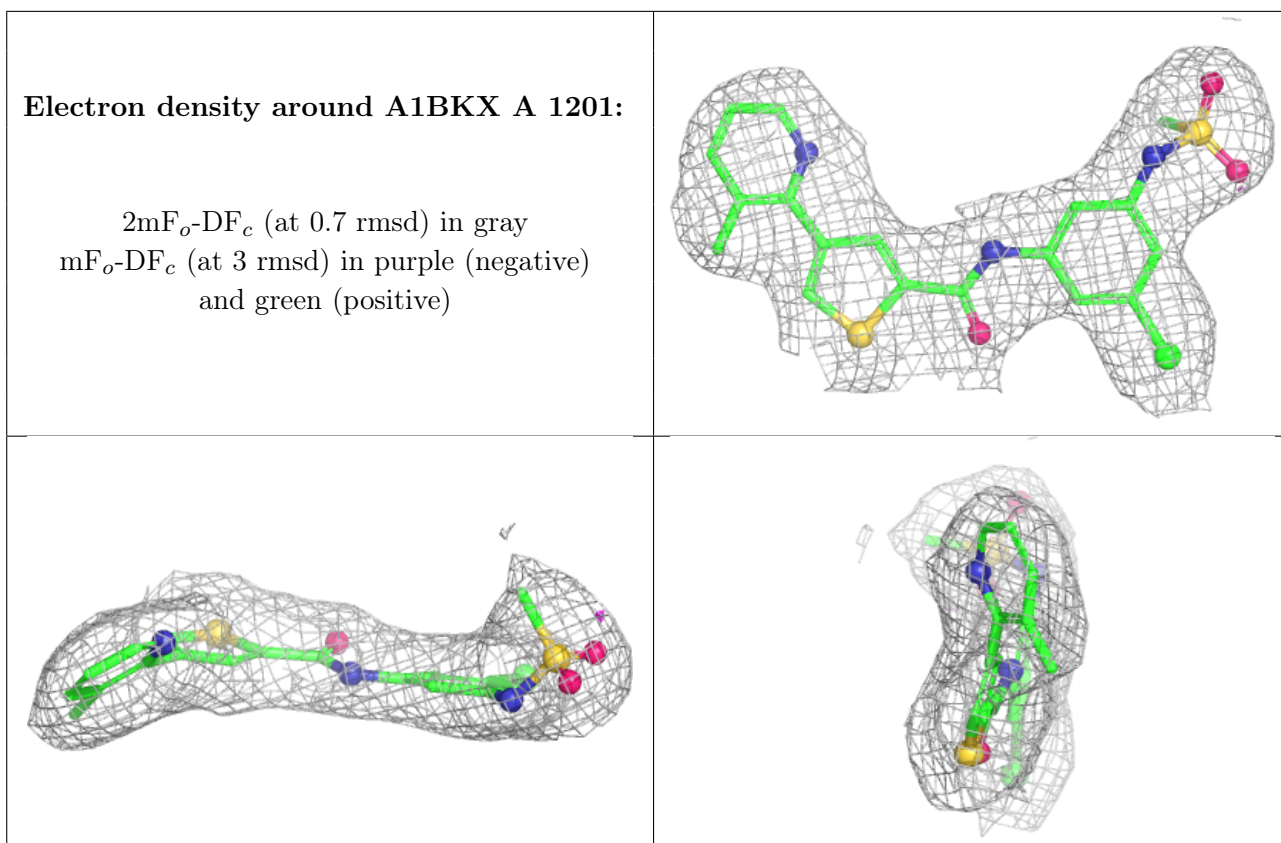 Electron density around A1BKX A 1201:
2mFo-DFc (at 0.7 rmsd) in gray
mFo-DFc (at 3 rmsd) in purple (negative)
and green (positive)